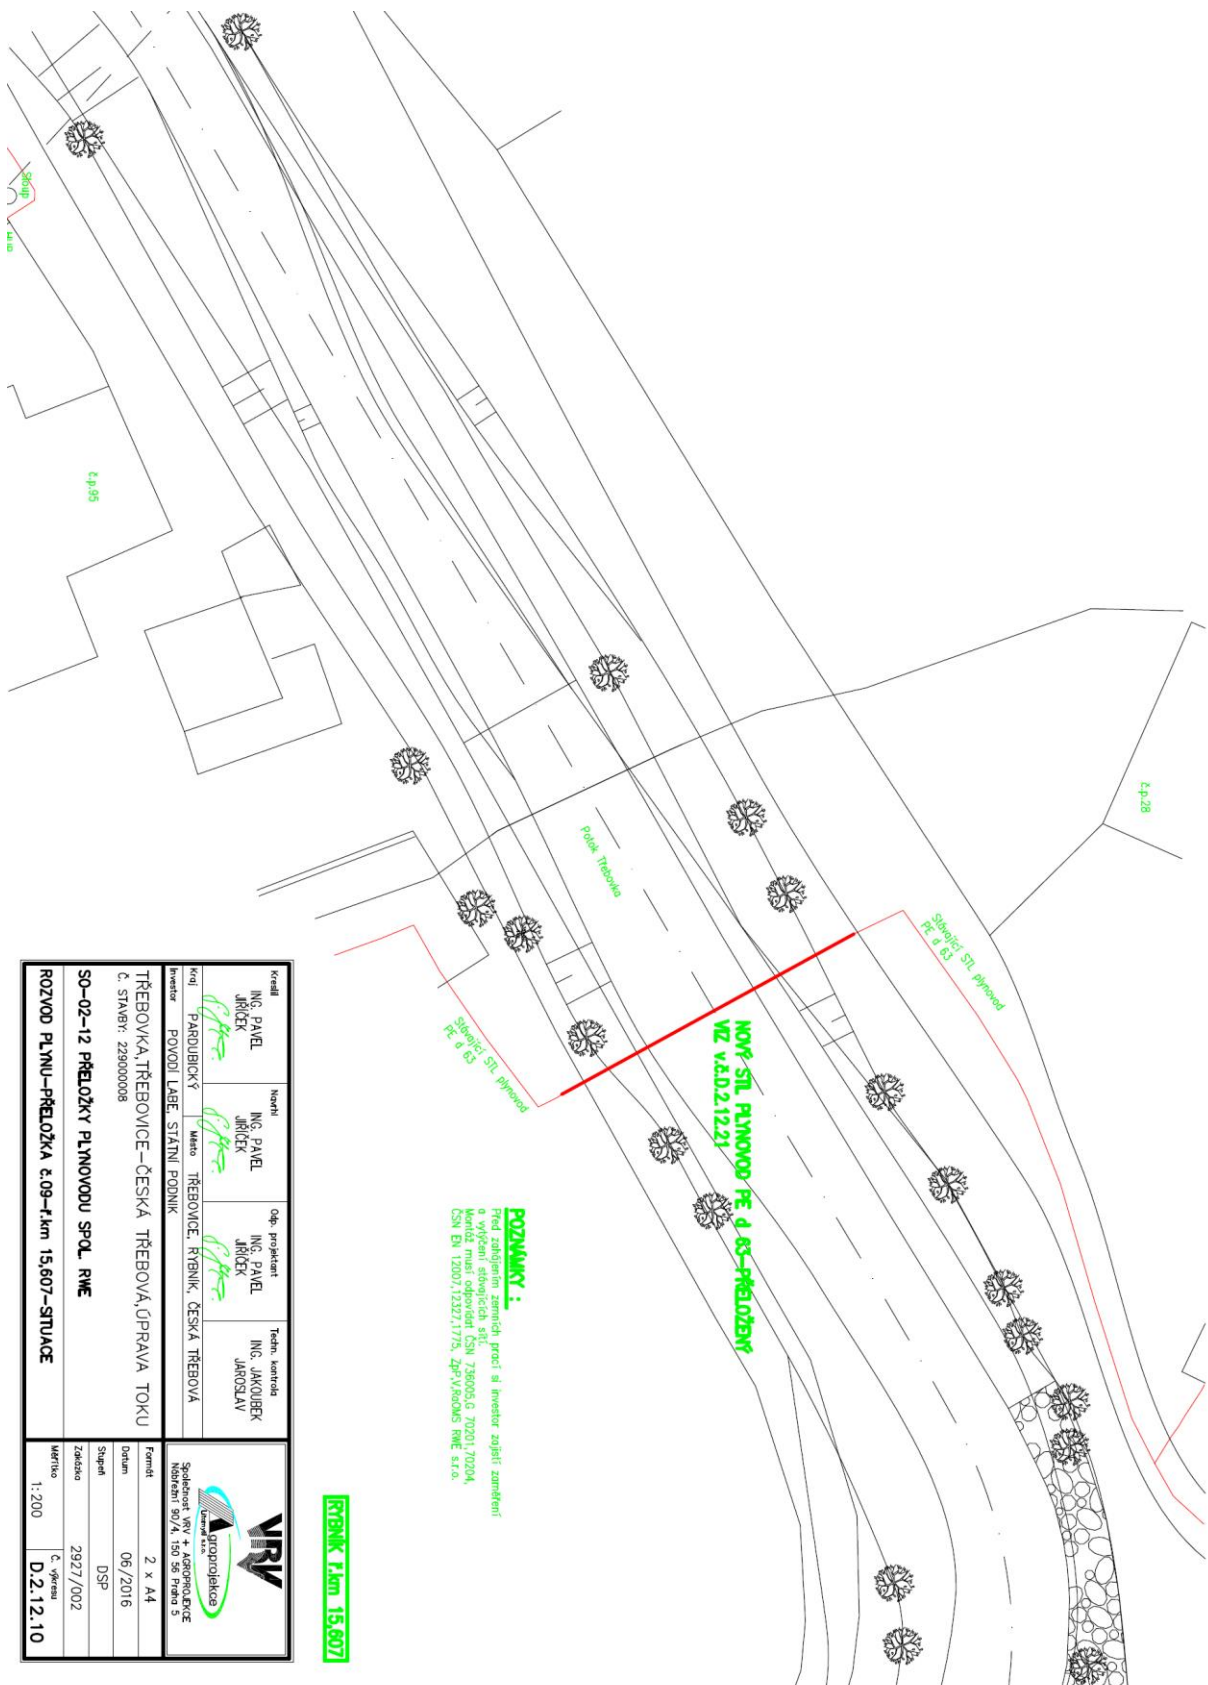 Sloup
HUP
č.p.95
č.p.28
Potok Třebovka
Stávající STL plynovod
PE d 63
Stávající STL plynovod
PE d 63
NOVÝ STL PLYNOVOD PE d 63-PŘELOŽENÝ
VIZ v.č.D.2.12.21
POZNÁMKY :
Před zahájením zemních prací si investor zajistí zaměření
a vytýčení stávajících sítí.
Montáž musí odpovídat ČSN 736005,G 70201,70204,
ČSN EN 12007,12327,1775, ZpP,V,RaOMS RWE s.r.o.
RYBNÍK ř.km 15,607
Kreslil
ING. PAVEL
JIŘÍČEK
Navrhl
ING. PAVEL
JIŘÍČEK
Odp. projektant
ING. PAVEL
JIŘÍČEK
Techn. kontrola
ING. JAKOUBEK
JAROSLAV
Kraj PARDUBICKÝ
Místo TŘEBOVICE, RYBNÍK, ČESKÁ TŘEBOVÁ
Investor POVODÍ LABE, STÁTNÍ PODNIK
TŘEBOVKA,TŘEBOVICE-ČESKÁ TŘEBOVÁ,ÚPRAVA TOKU
Č. STAVBY: 229000008
SO-02-12 PŘELOŽKY PLYNOVODU SPOL. RWE
ROZVOD PLYNU-PŘELOŽKA č.09-ř.km 15,607-SITUACE
VRV
Agroprojekce
Litomyšl s.r.o.
Společnost VRV + AGROPROJEKCE
Nábřežní 90/4, 150 56 Praha 5
Formát 2 x A4
Datum 06/2016
Stupeň DSP
Zakázka 2927/002
Měřítko 1:200
Č. výkresu D.2.12.10